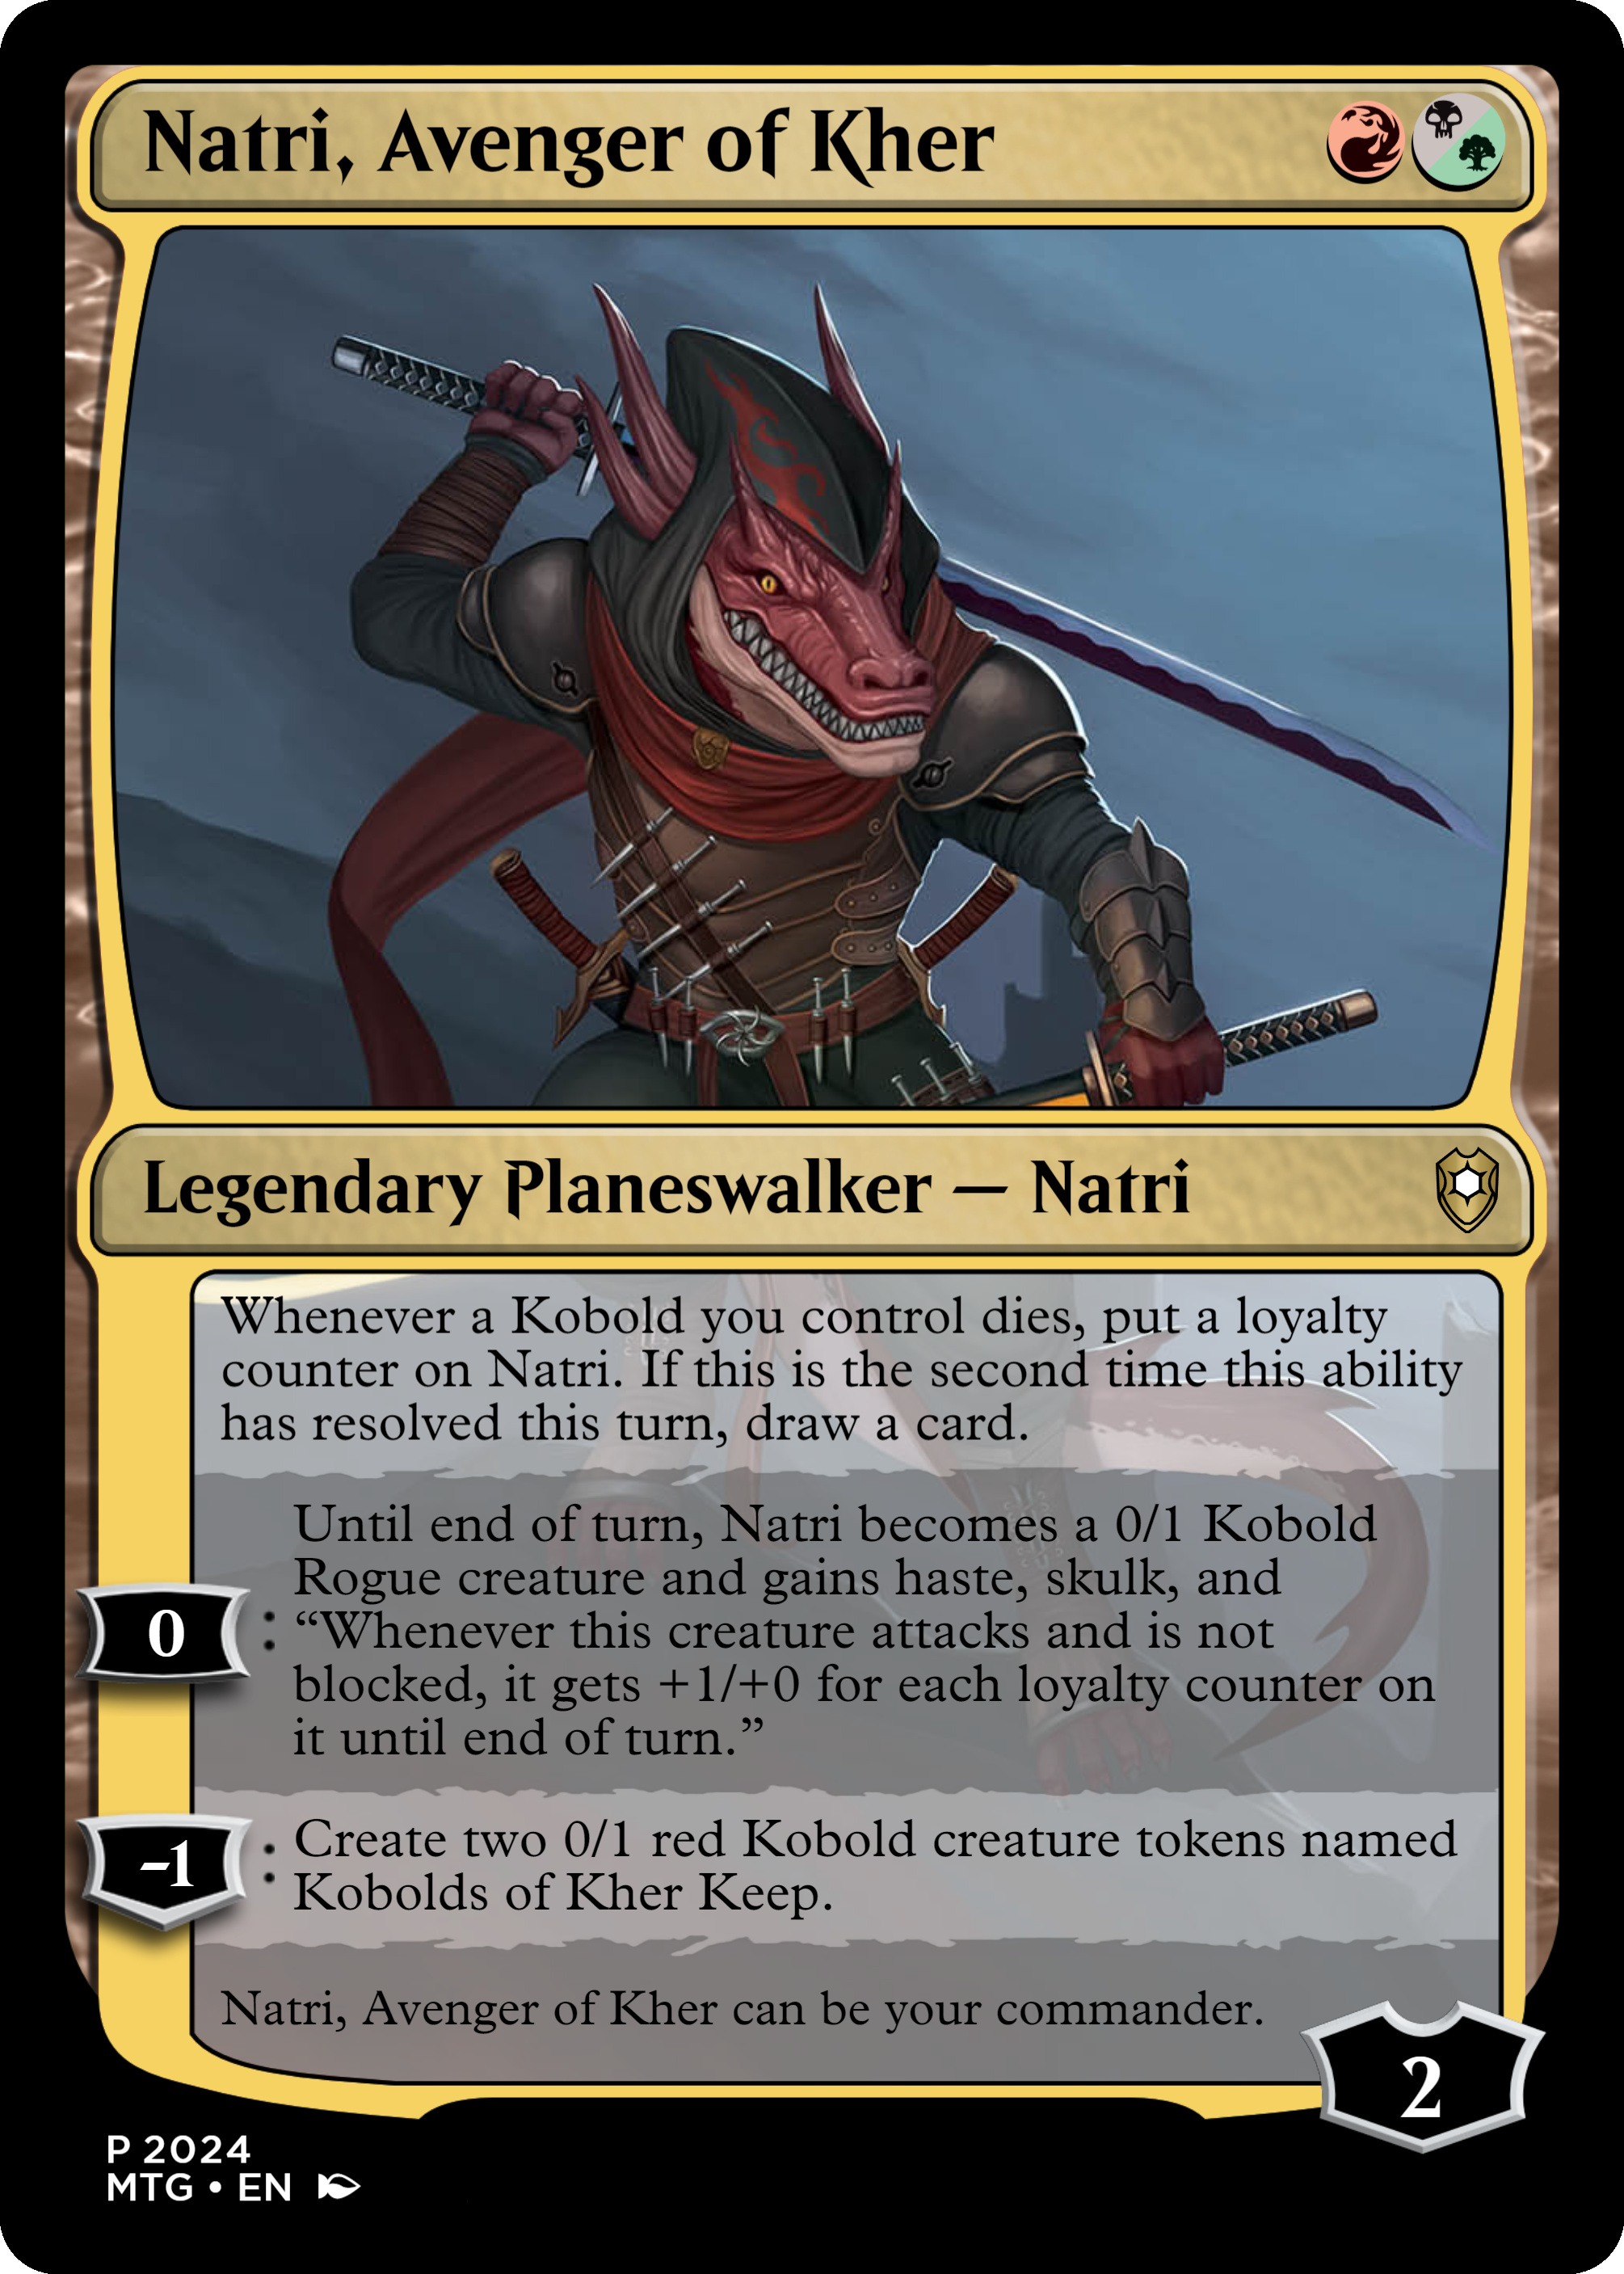 Natri, Avenger of Kher
Legendary Planeswalker — Natri
Whenever a Kobold you control dies, put a loyalty
counter on Natri. If this is the second time this ability
has resolved this turn, draw a card.
0
: Until end of turn, Natri becomes a 0/1 Kobold
Rogue creature and gains haste, skulk, and
“Whenever this creature attacks and is not
blocked, it gets +1/+0 for each loyalty counter on
it until end of turn.”
-1
: Create two 0/1 red Kobold creature tokens named
Kobolds of Kher Keep.
Natri, Avenger of Kher can be your commander.
2
P 2024
MTG • EN